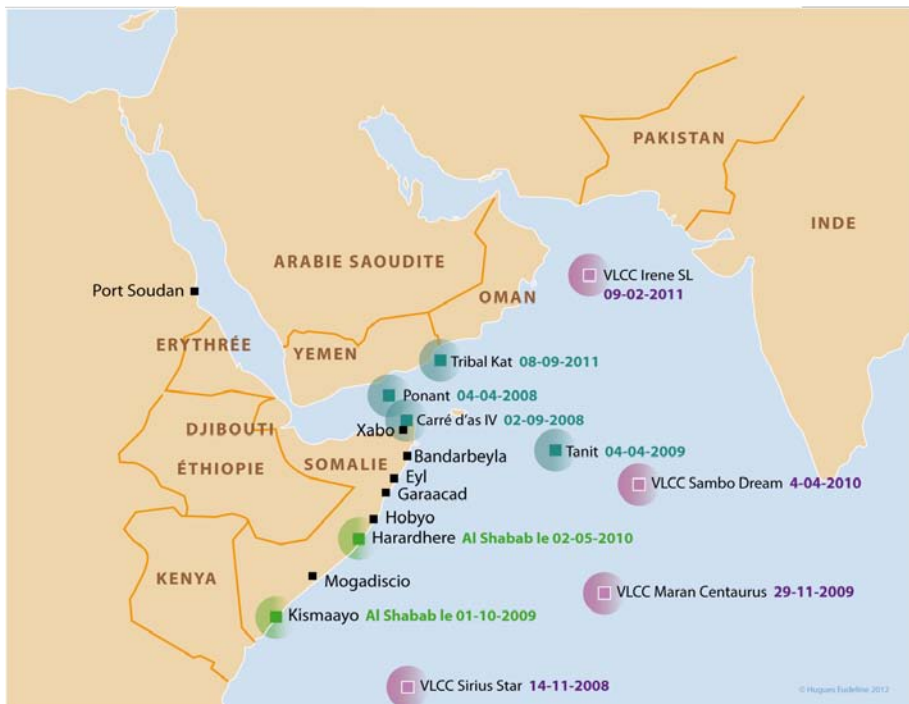 PAKISTAN
INDE
ARABIE SAOUDITE
VLCC Irene SL
09-02-2011
Port Soudan
OMAN
ERYTHRÉE
YEMEN
Tribal Kat 08-09-2011
Ponant 04-04-2008
Carré d'as IV 02-09-2008
Xabo
DJIBOUTI
Bandarbeyla
Tanit 04-04-2009
ÉTHIOPIE
SOMALIE
Eyl
VLCC Sambo Dream 4-04-2010
Garaacad
Hobyo
Harardhere Al Shabab le 02-05-2010
KENYA
Mogadiscio
VLCC Maran Centaurus 29-11-2009
Kismaayo Al Shabab le 01-10-2009
VLCC Sirius Star 14-11-2008
© Hugues Eudeline 2012